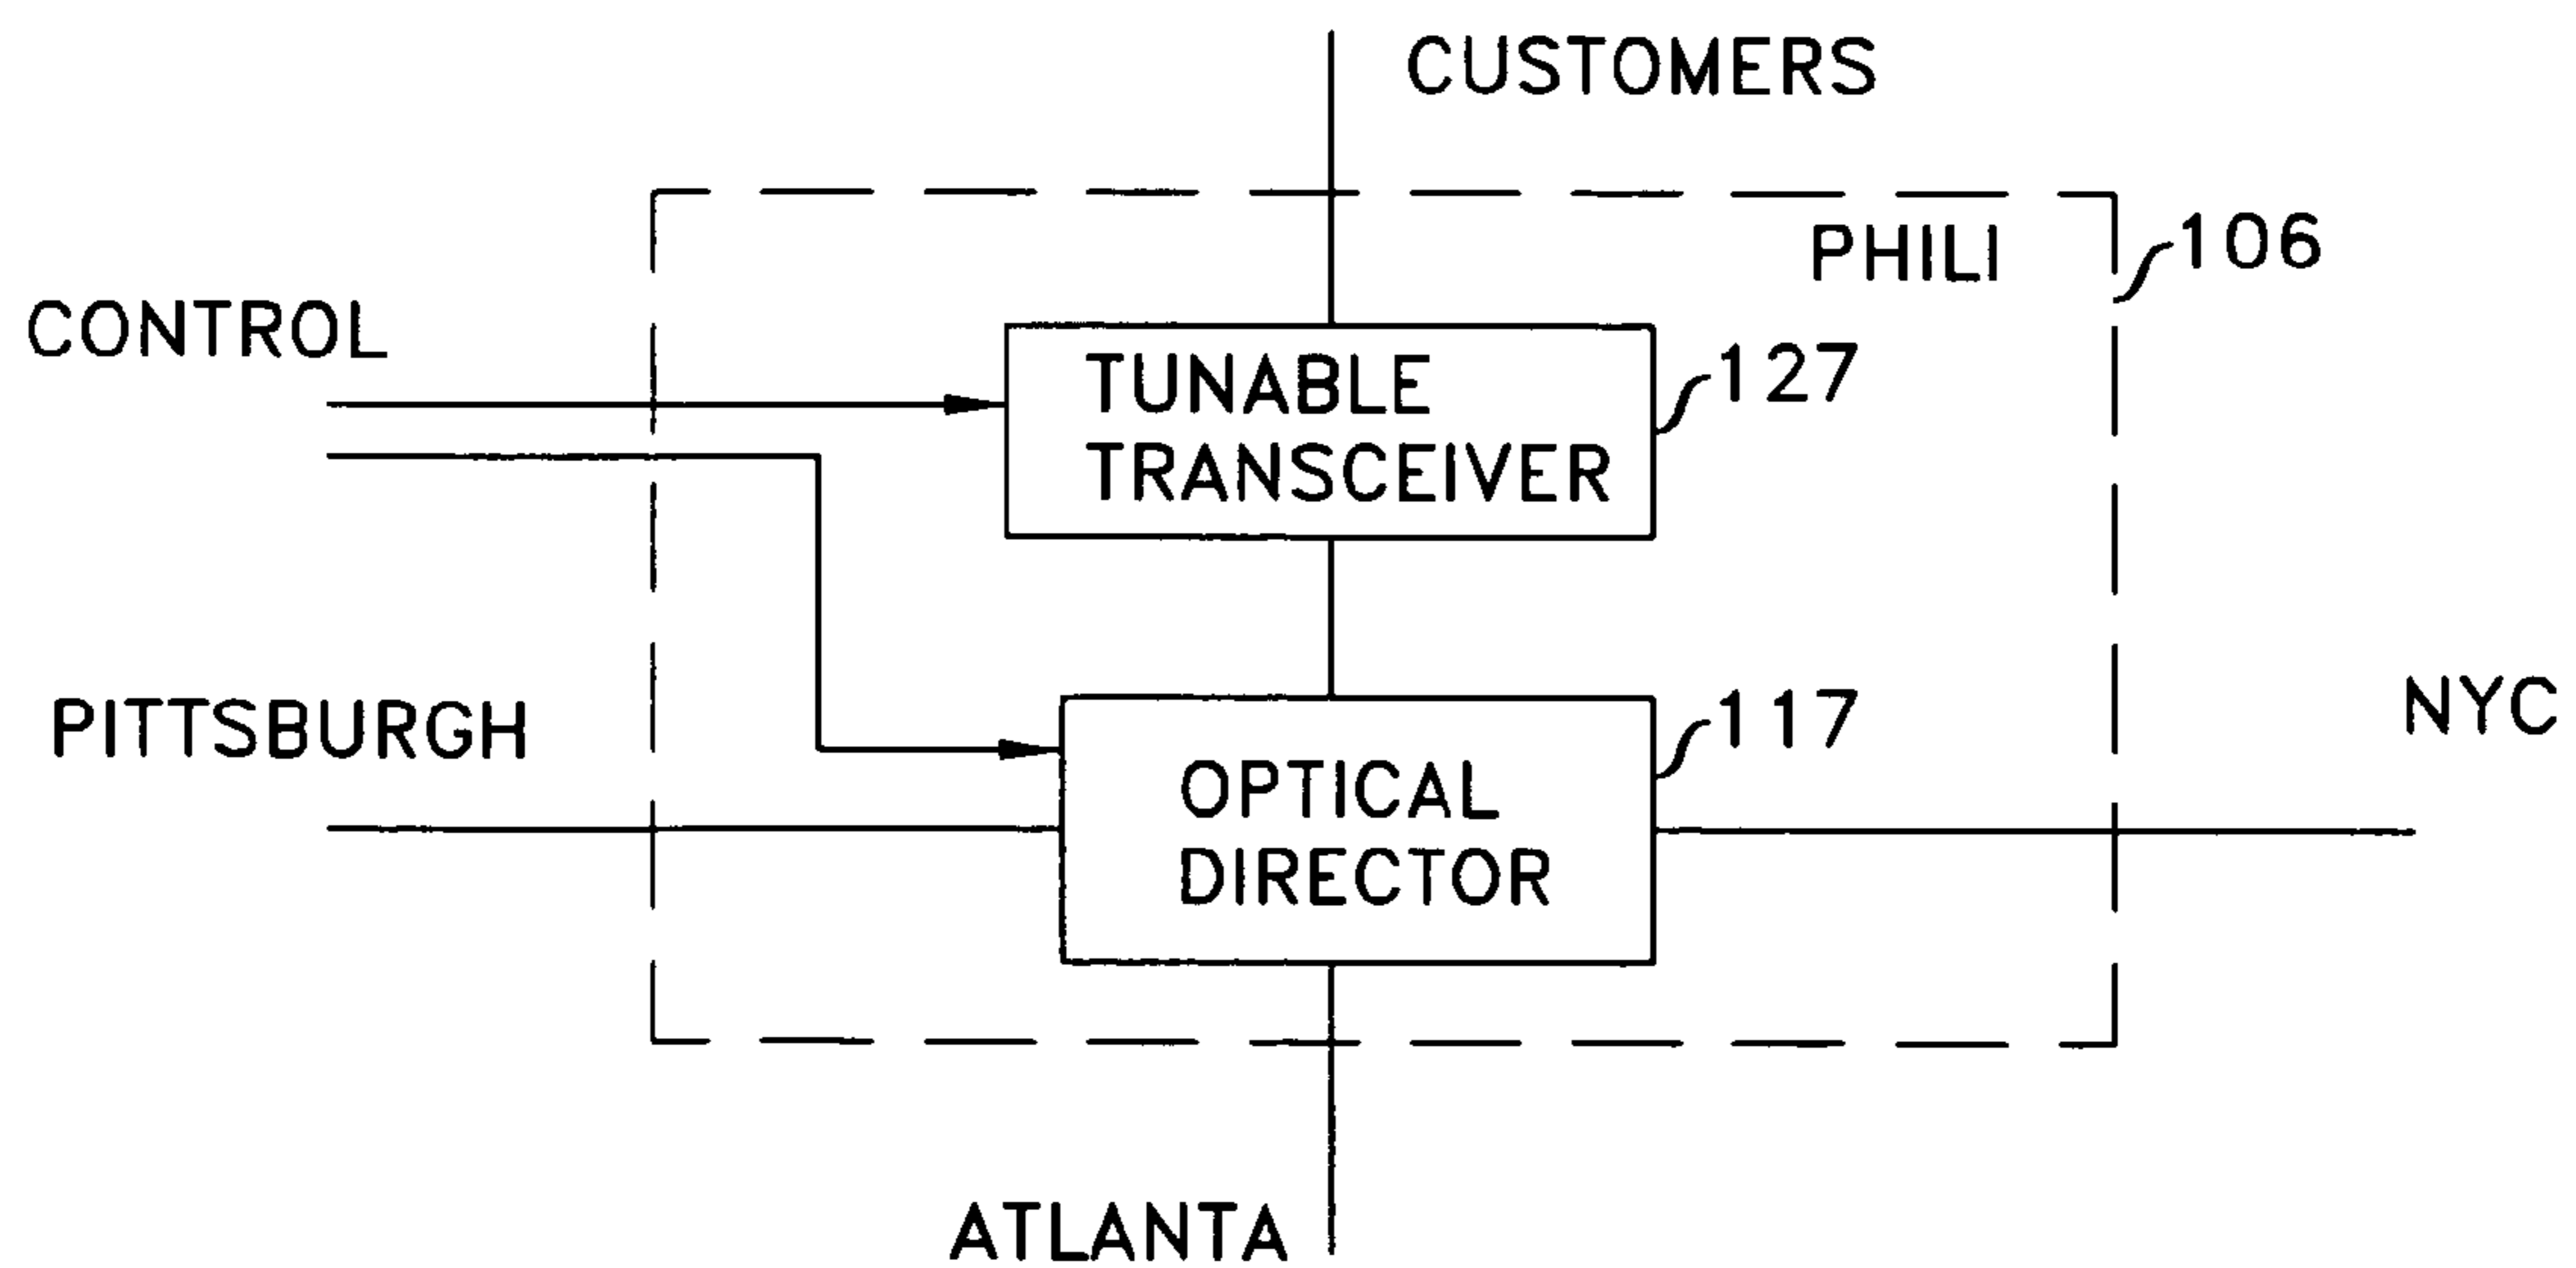 CUSTOMERS
PHILI
106
CONTROL
TUNABLE
TRANSCEIVER
127
PITTSBURGH
117
NYC
OPTICAL
DIRECTOR
ATLANTA